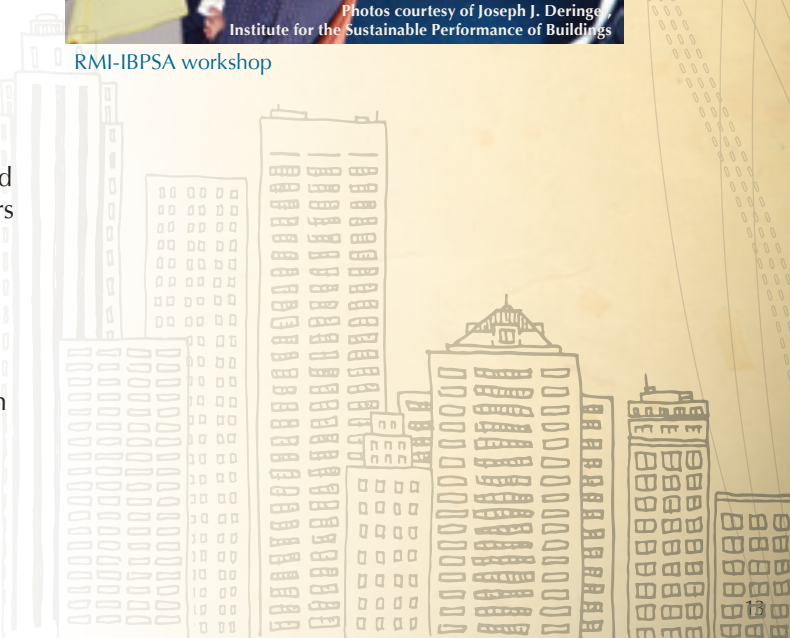 Photos courtesy of Joseph J. Deringer,
Institute for the Sustainable Performance of Buildings
RMI-IBPSA workshop
13